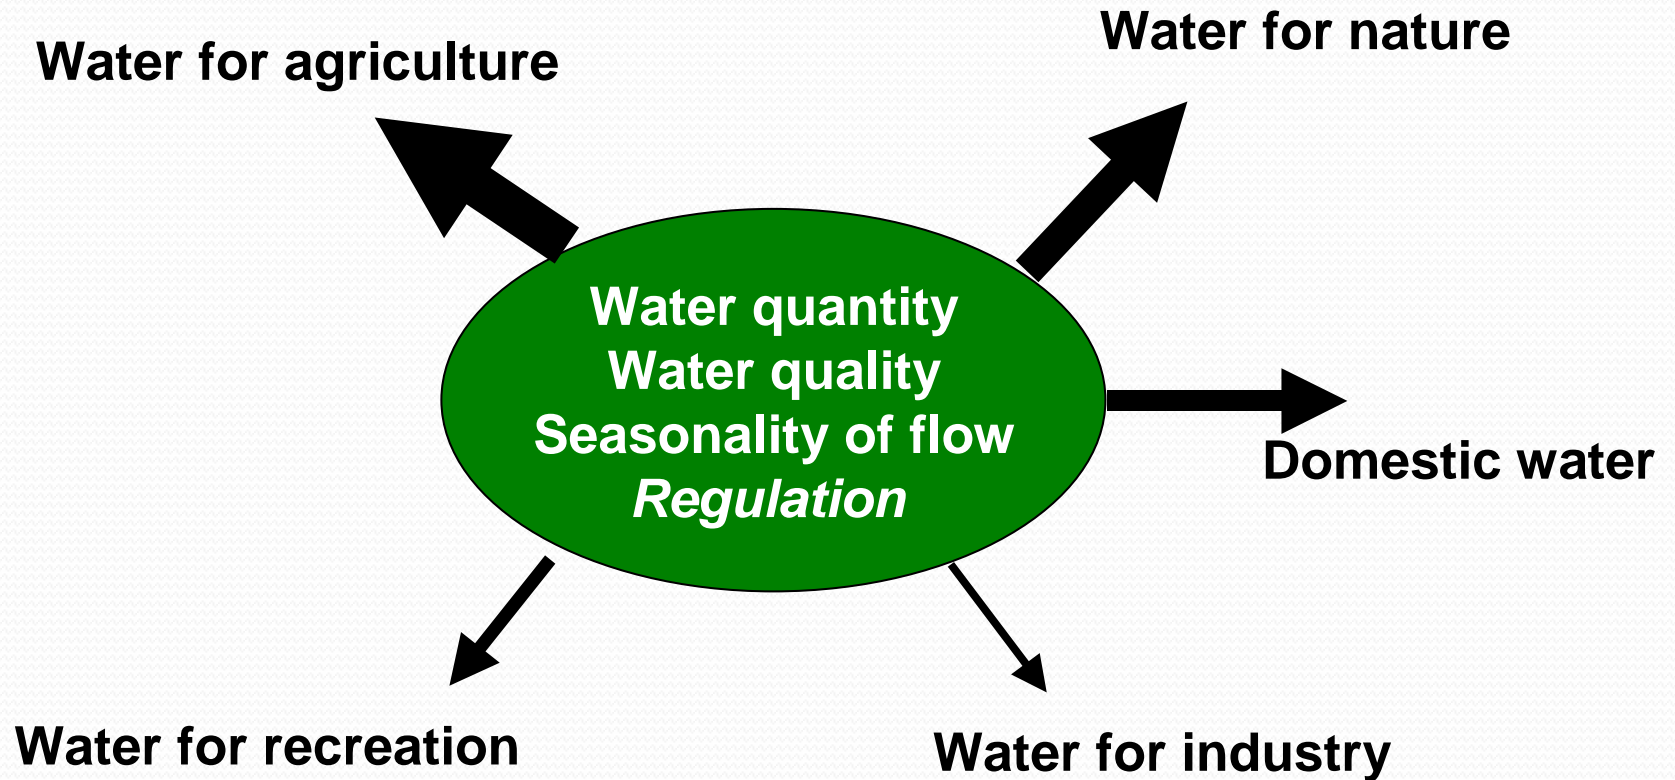 Water for nature
Water for agriculture
Water quantity
Water quality
Seasonality of flow
Regulation
Domestic water
Water for recreation
Water for industry